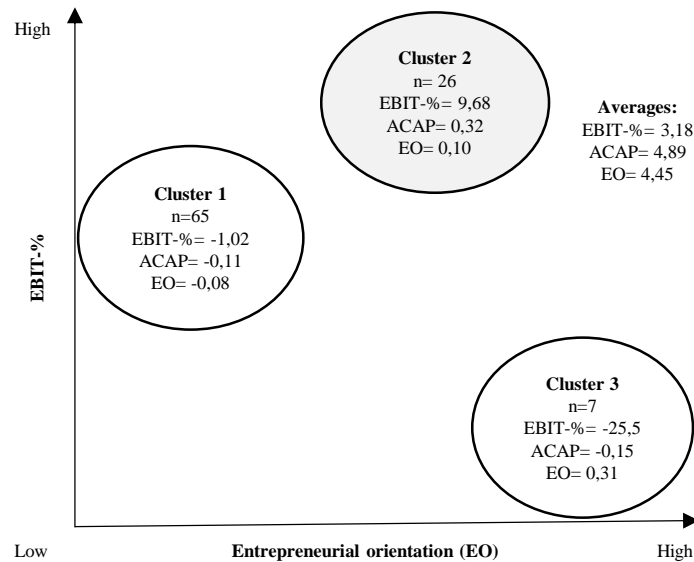 High
Cluster 2
n= 26
EBIT-%= 9,68
ACAP= 0,32
EO= 0,10
Averages:
EBIT-%= 3,18
ACAP= 4,89
EO= 4,45
Cluster 1
n=65
EBIT-%= -1,02
ACAP= -0,11
EO= -0,08
EBIT-%
Cluster 3
n=7
EBIT-%= -25,5
ACAP= -0,15
EO= 0,31
Low
Entrepreneurial orientation (EO)
High